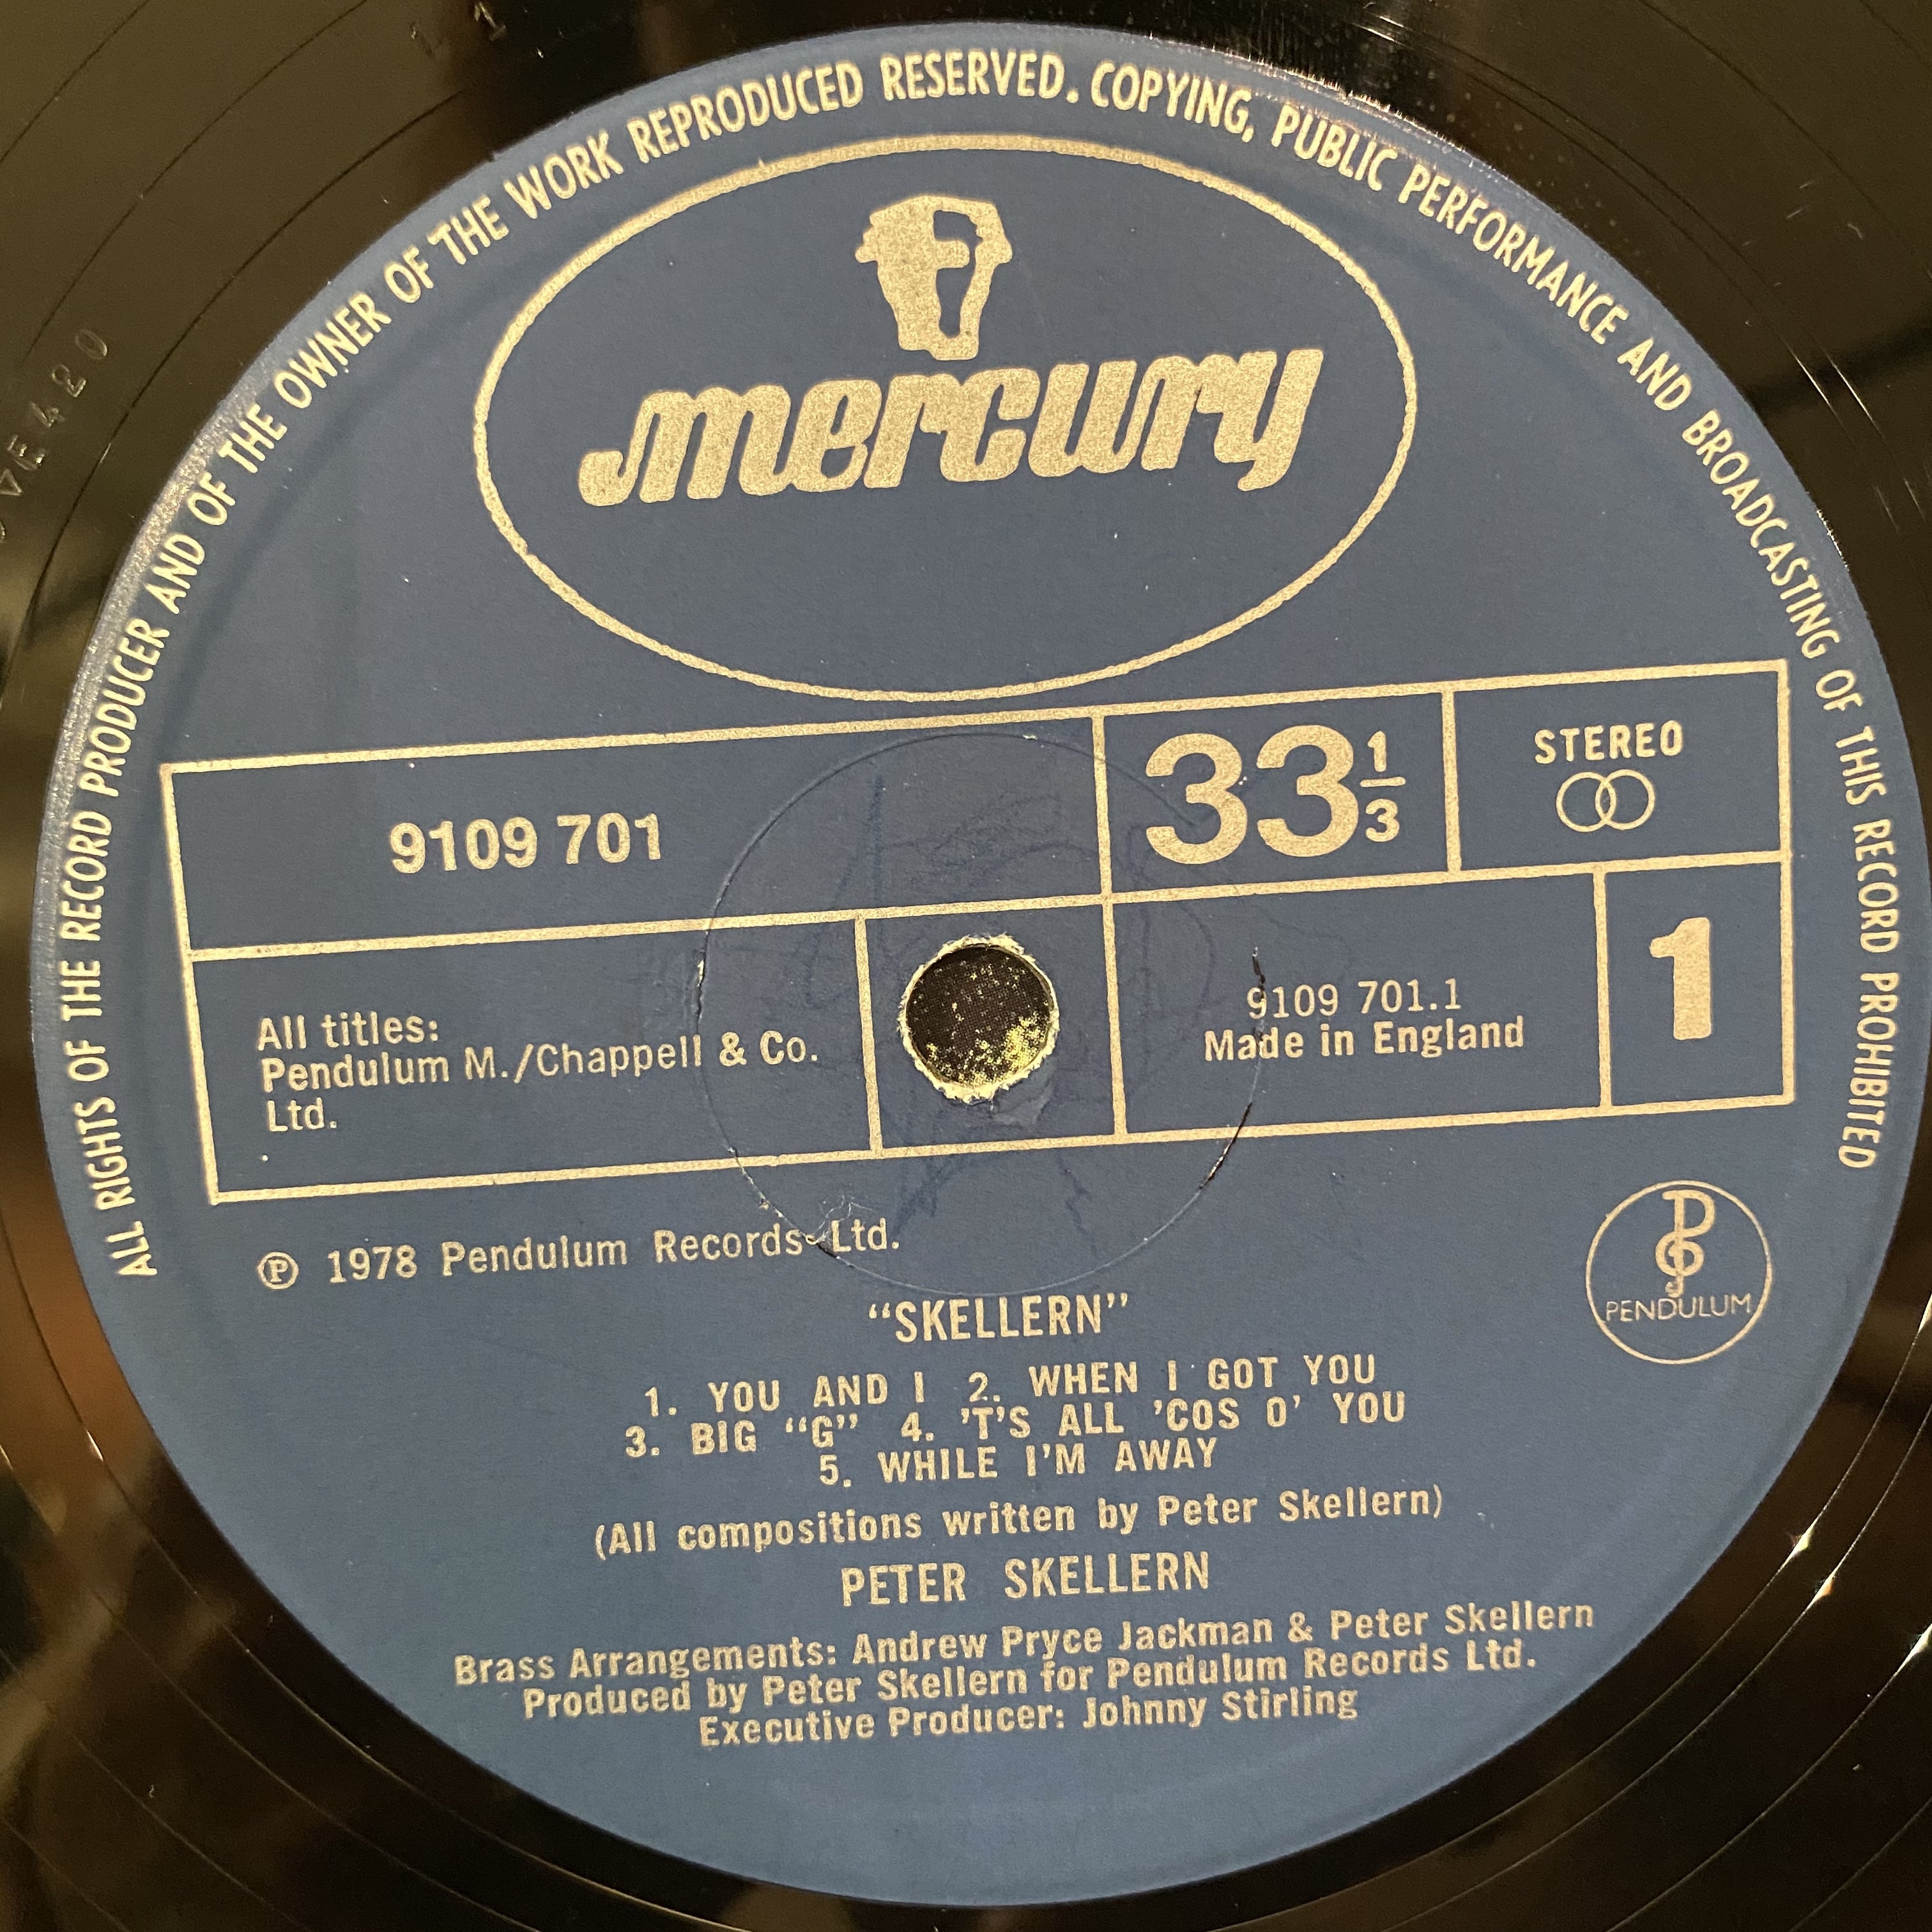 ALL RIGHTS OF THE RECORD PRODUCER AND OF THE OWNER OF THE WORK REPRODUCED RESERVED. COPYING, PUBLIC PERFORMANCE AND BROADCASTING OF THIS RECORD PROHIBITED
mercury
9109 701
33 1/3
STEREO
All titles:
Pendulum M./Chappell & Co.
Ltd.
9109 701.1
Made in England
1
Ⓟ 1978 Pendulum Records Ltd.
PENDULUM
“SKELLERN”
1. YOU AND I 2. WHEN I GOT YOU
3. BIG “G” 4. ’T’S ALL ’COS O’ YOU
5. WHILE I’M AWAY
(All compositions written by Peter Skellern)
PETER SKELLERN
Brass Arrangements: Andrew Pryce Jackman & Peter Skellern
Produced by Peter Skellern for Pendulum Records Ltd.
Executive Producer: Johnny Stirling